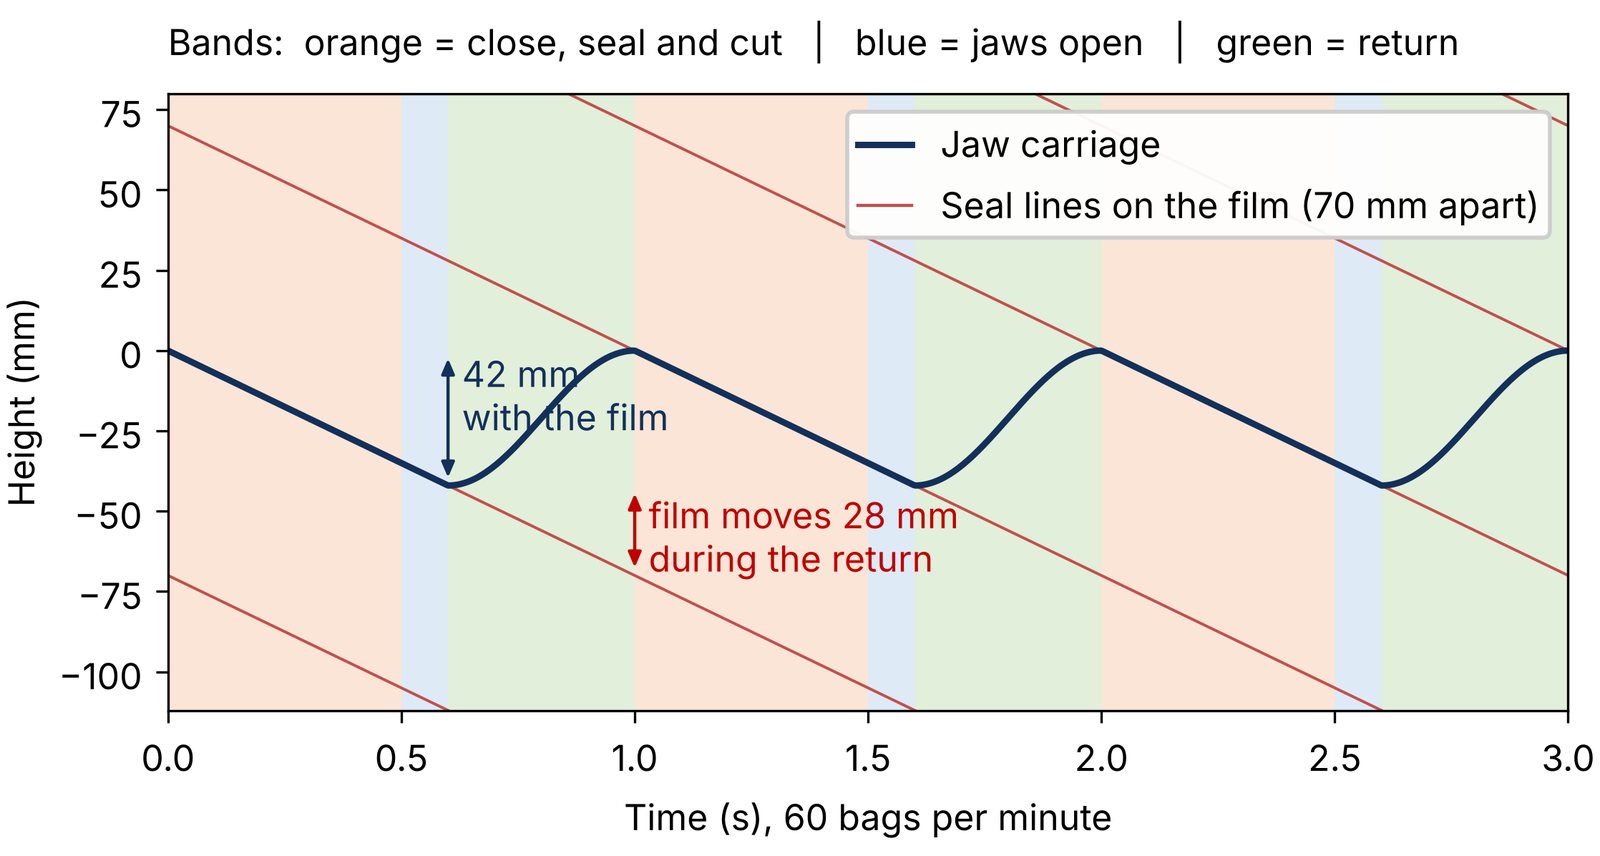 Bands:  orange = close, seal and cut  |  blue = jaws open  |  green = return
Jaw carriage
Seal lines on the film (70 mm apart)
75
50
25
0
−25
−50
−75
−100
Height (mm)
42 mm
with the film
film moves 28 mm
during the return
0.0 0.5 1.0 1.5 2.0 2.5 3.0
Time (s), 60 bags per minute